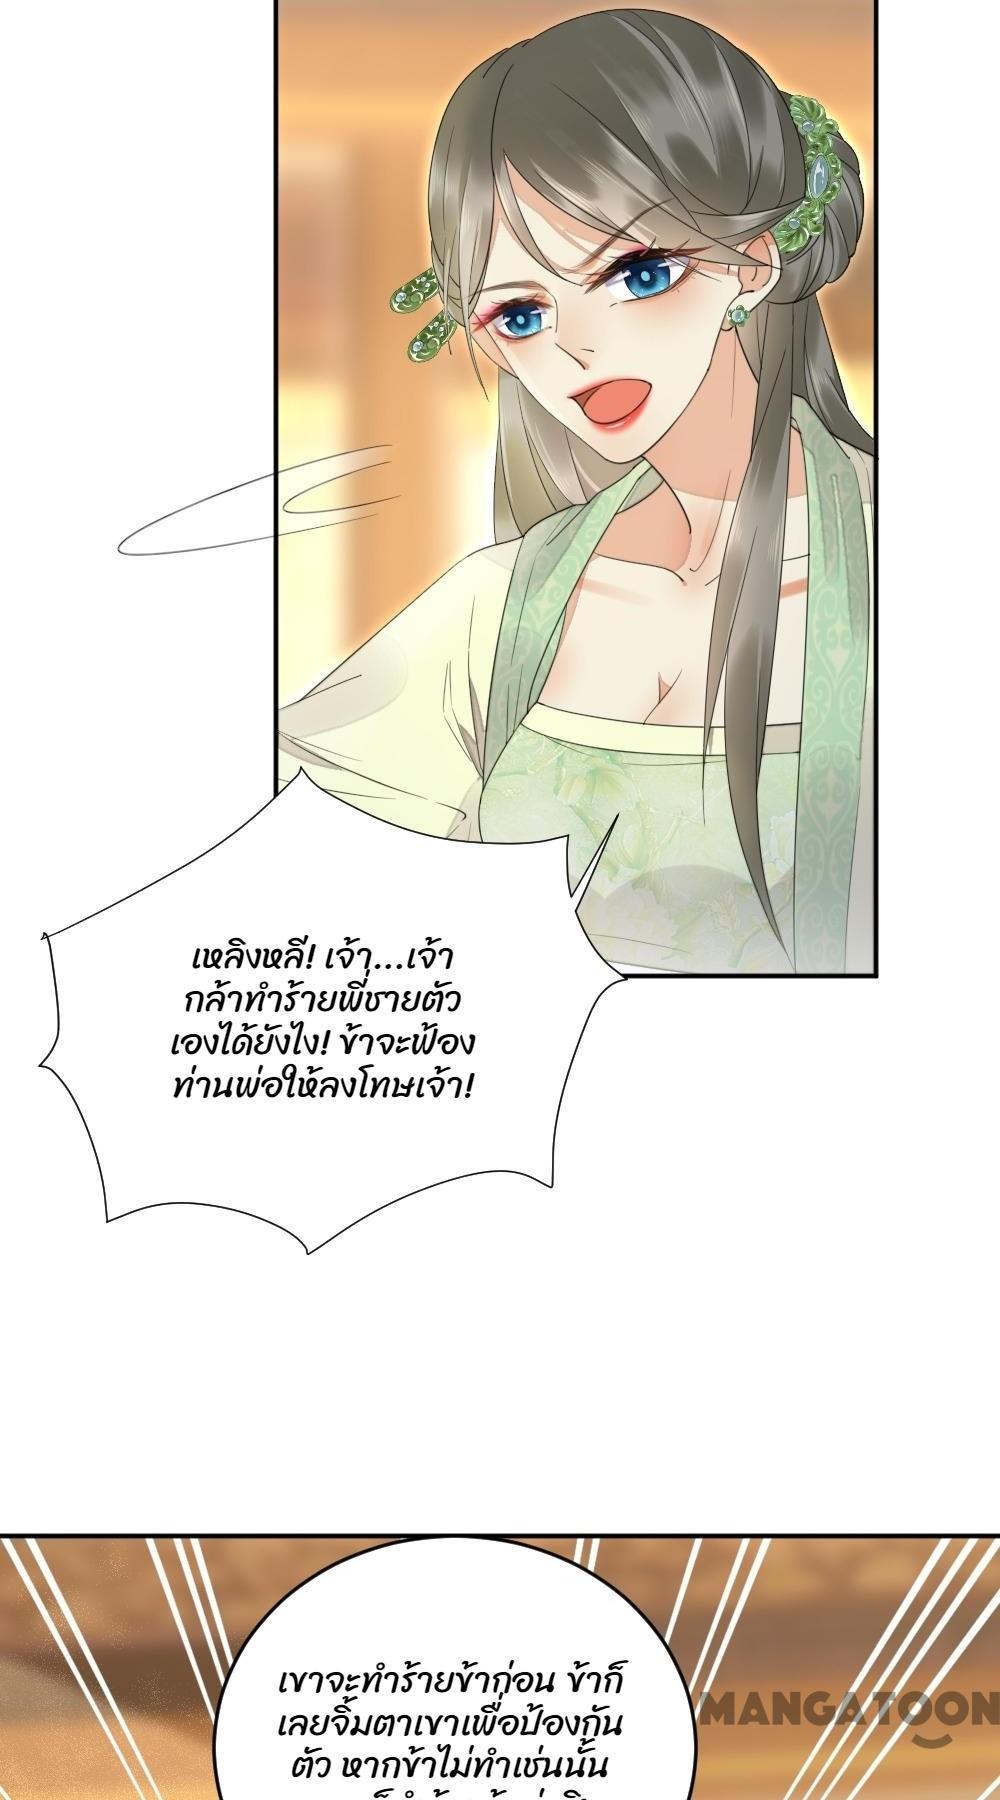 เหลิงหลี! เจ้า...เจ้า
กล้าทำร้ายพี่ชายตัว
เองได้ยังไง! ข้าจะฟ้อง
ท่านพ่อให้ลงโทษเจ้า!
เขาจะทำร้ายข้าก่อน ข้าก็
เลยจิ้มตาเขาเพื่อป้องกัน
ตัว หากข้าไม่ทำเช่นนั้น
MANGATOON